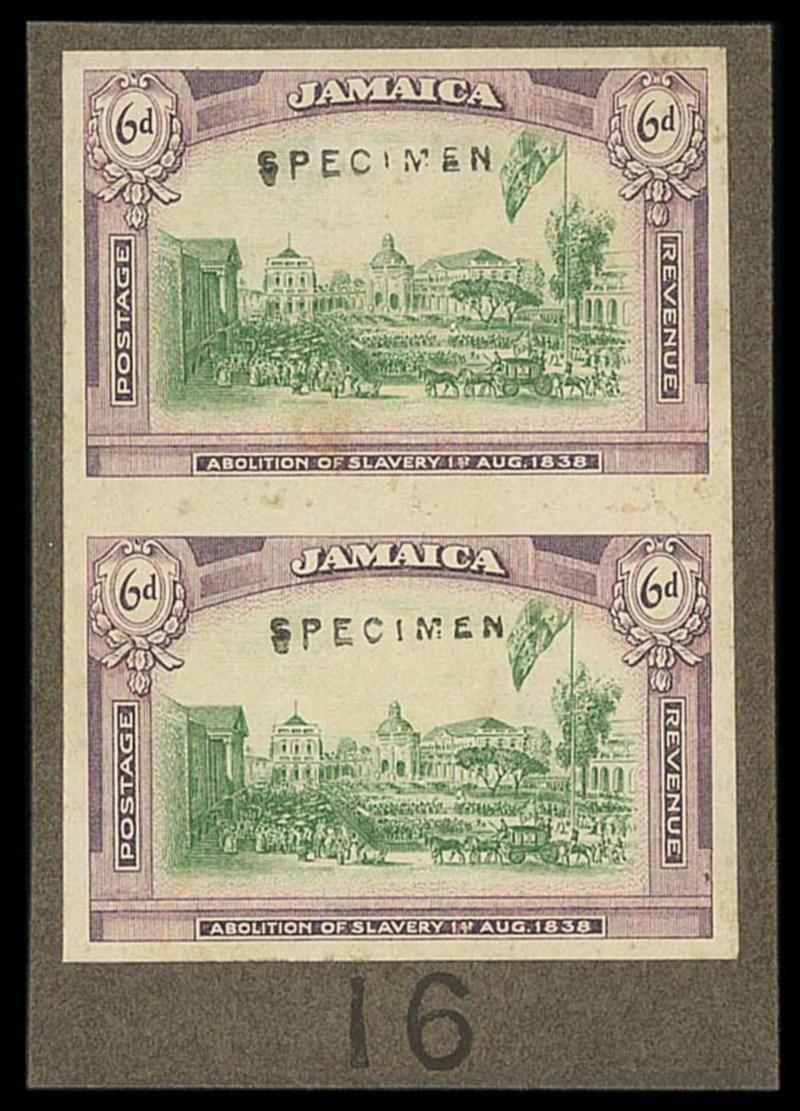 JAMAICA
6d 6d
SPECIMEN
POSTAGE REVENUE
ABOLITION OF SLAVERY 1ST AUG. 1838
JAMAICA
6d 6d
SPECIMEN
POSTAGE REVENUE
ABOLITION OF SLAVERY 1ST AUG. 1838
16